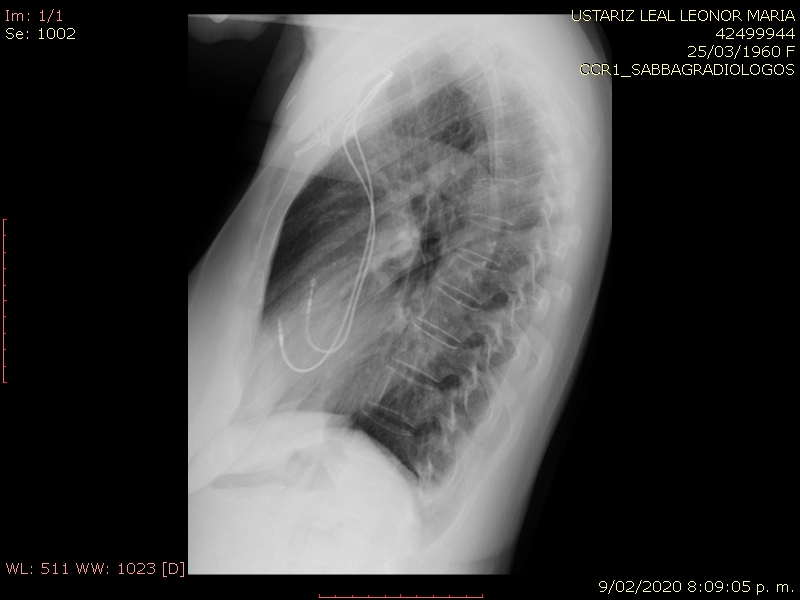 Im: 1/1
Se: 1002
USTARIZ LEAL LEONOR MARIA
42499944
25/03/1960 F
CCR1_SABBAGRADIOLOGOS
WL: 511 WW: 1023 [D]
9/02/2020 8:09:05 p. m.